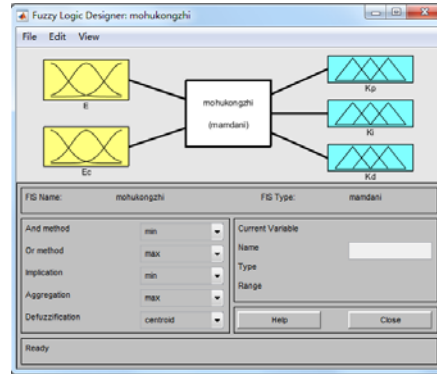 Fuzzy Logic Designer: mohukongzhi
File Edit View
E
Ec
mohukongzhi
(mamdani)
Kp
Ki
Kd
FIS Name: mohukongzhi FIS Type: mamdani
And method min
Or method max
Implication min
Aggregation max
Defuzzification centroid
Current Variable
Name
Type
Range
Help Close
Ready